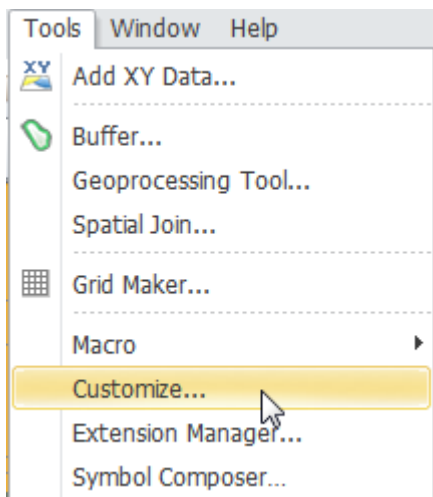 Tools Window Help
XY Add XY Data...
Buffer...
Geoprocessing Tool...
Spatial Join...
Grid Maker...
Macro
Customize...
Extension Manager...
Symbol Composer...